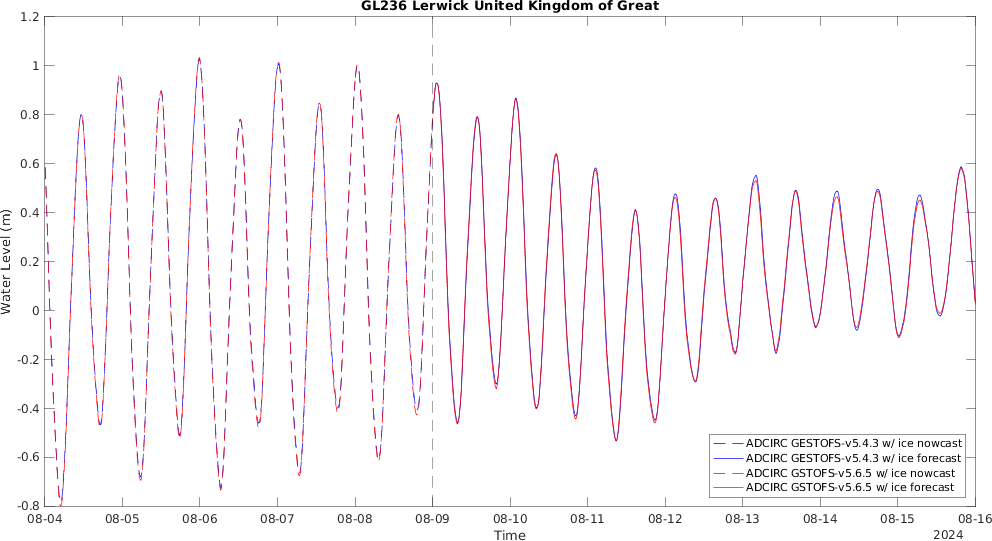 GL236 Lerwick United Kingdom of Great
1.2
1
0.8
0.6
0.4
0.2
0
-0.2
-0.4
-0.6
-0.8
Water Level (m)
ADCIRC GESTOFS-v5.4.3 w/ ice nowcast
ADCIRC GESTOFS-v5.4.3 w/ ice forecast
ADCIRC GSTOFS-v5.6.5 w/ ice nowcast
ADCIRC GSTOFS-v5.6.5 w/ ice forecast
08-04 08-05 08-06 08-07 08-08 08-09 08-10 08-11 08-12 08-13 08-14 08-15 08-16
Time
2024